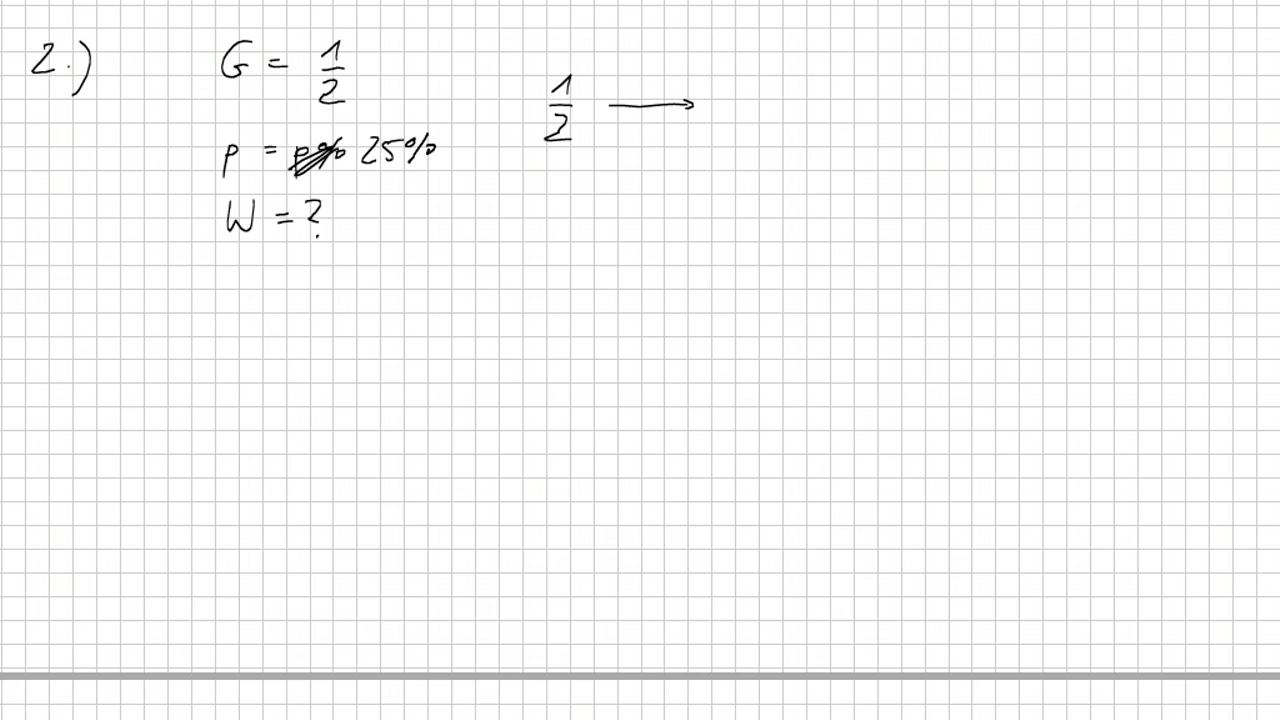 2.) G = 1/2
1/2 →
p = 25%
W = ?